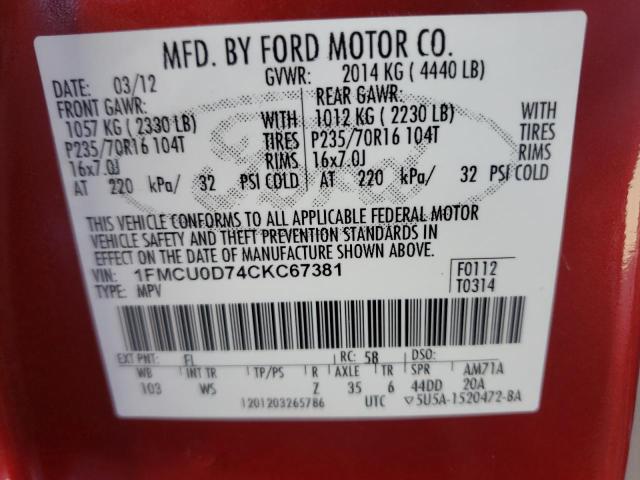 MFD. BY FORD MOTOR CO.
DATE: 03/12 GVWR: 2014 KG ( 4440 LB)
FRONT GAWR: REAR GAWR:
1057 KG ( 2330 LB) WITH 1012 KG ( 2230 LB) WITH
P235/70R16 104T TIRES P235/70R16 104T TIRES
16x7.0J RIMS 16x7.0J RIMS
AT 220 kPa/ 32 PSI COLD AT 220 kPa/ 32 PSI COLD
Ford
THIS VEHICLE CONFORMS TO ALL APPLICABLE FEDERAL MOTOR
VEHICLE SAFETY AND THEFT PREVENTION STANDARDS IN
EFFECT ON THE DATE OF MANUFACTURE SHOWN ABOVE.
VIN: 1FMCU0D74CKC67381 F0112
TYPE: MPV T0314
EXT PNT: FL RC: 58 DSO:
WB INT TR TP/PS R AXLE TR SPR AM71A
103 WS Z 35 6 44DD 20A
1201203265786 UTC ▽5U5A-1520472-BA